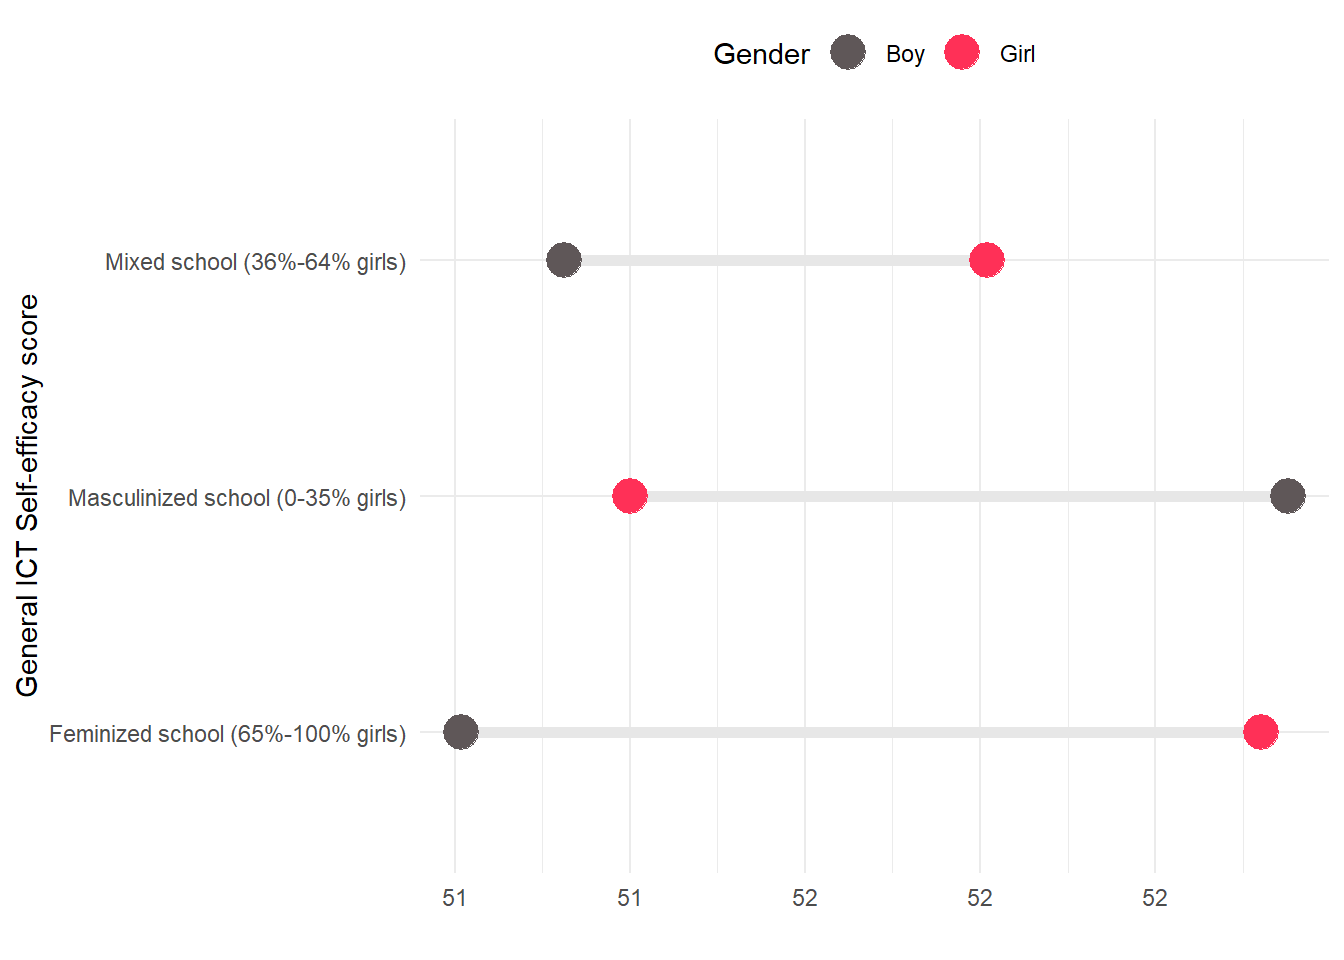 Gender Boy Girl
General ICT Self-efficacy score
Mixed school (36%-64% girls)
Masculinized school (0-35% girls)
Feminized school (65%-100% girls)
51 51 52 52 52